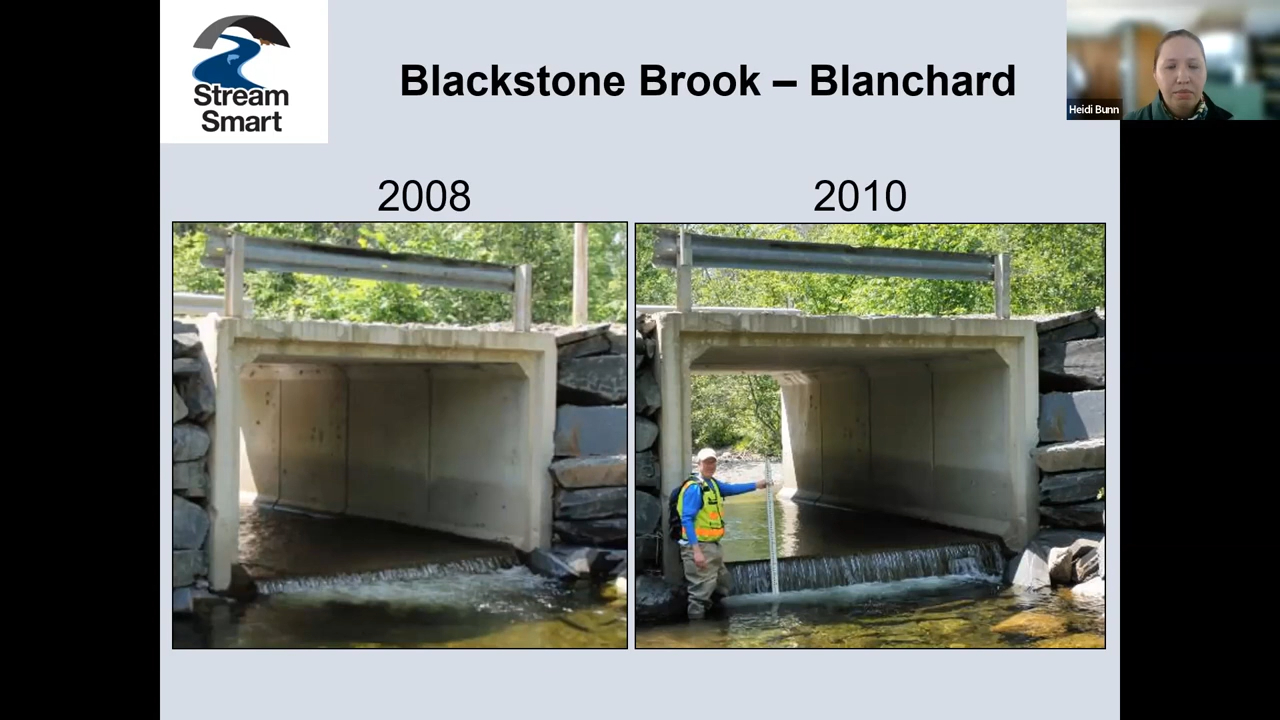 Stream
Smart
Blackstone Brook – Blanchard
Heidi Bunn
2008
2010